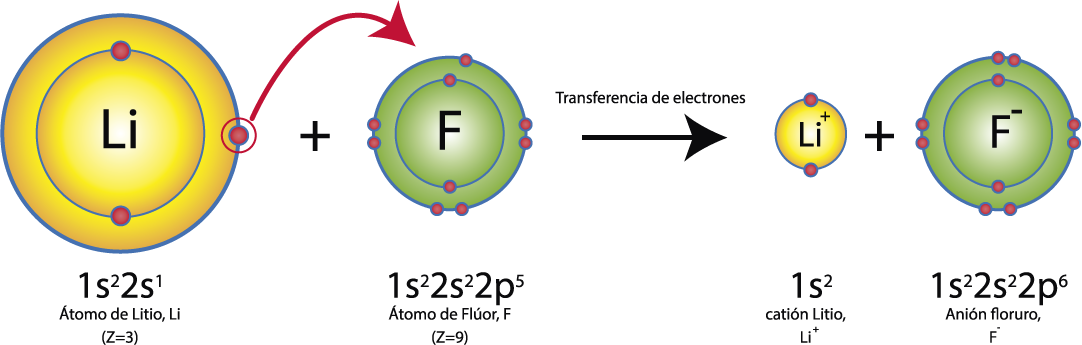 Li
+
F
Transferencia de electrones
Li⁺
+
F⁻
1s²2s¹
Átomo de Litio, Li
(Z=3)
1s²2s²2p⁵
Átomo de Flúor, F
(Z=9)
1s²
catión Litio,
Li⁺
1s²2s²2p⁶
Anión floruro,
F⁻